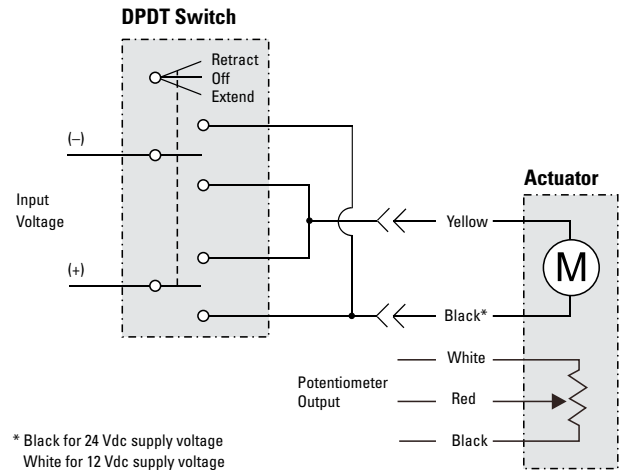 DPDT Switch
Retract
Off
Extend
(–)
Input
Voltage
(+)
Actuator
Yellow
M
Black*
White
Potentiometer
Output
Red
Black
* Black for 24 Vdc supply voltage
White for 12 Vdc supply voltage